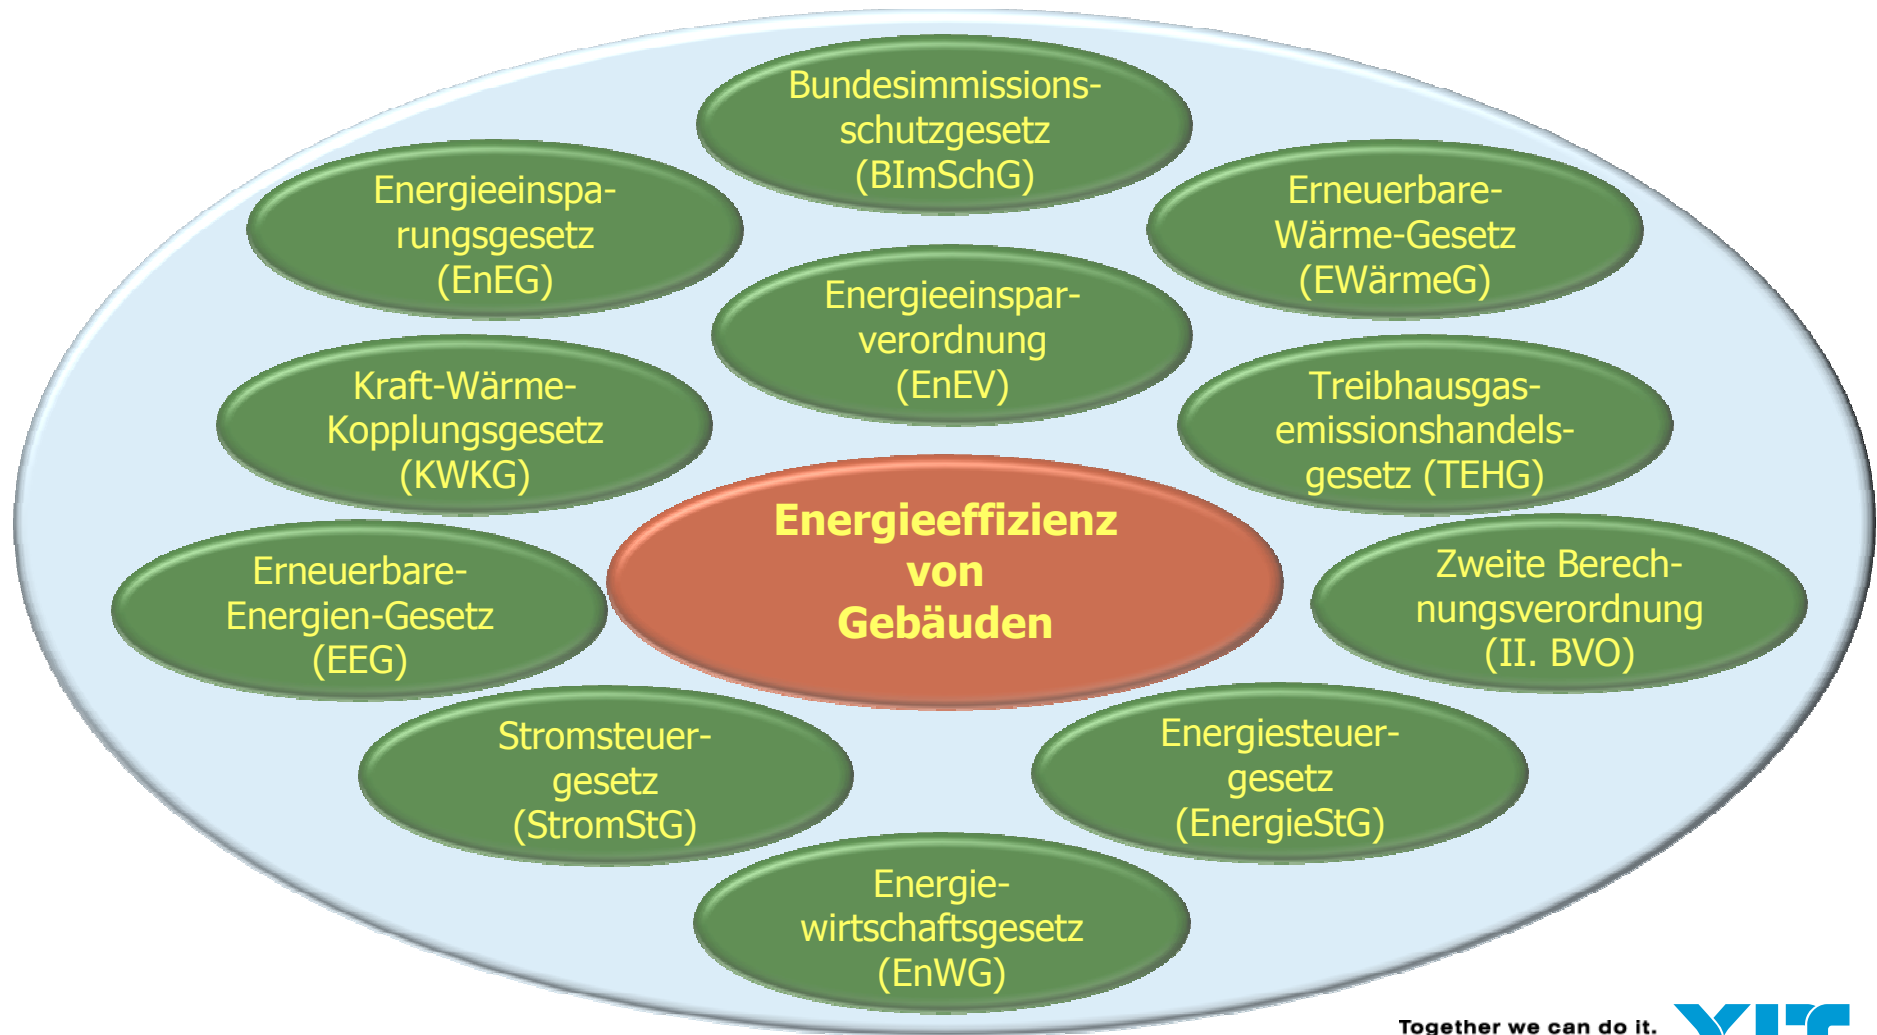 Bundesimmissions-
schutzgesetz
(BImSchG)
Energieeinspa-
rungsgesetz
(EnEG)
Erneuerbare-
Wärme-Gesetz
(EWärmeG)
Energieeinspar-
verordnung
(EnEV)
Kraft-Wärme-
Kopplungsgesetz
(KWKG)
Treibhausgas-
emissionshandels-
gesetz (TEHG)
Energieeffizienz
von
Gebäuden
Erneuerbare-
Energien-Gesetz
(EEG)
Zweite Berech-
nungsverordnung
(II. BVO)
Stromsteuer-
gesetz
(StromStG)
Energiesteuer-
gesetz
(EnergieStG)
Energie-
wirtschaftsgesetz
(EnWG)
Together we can do it.
YIT